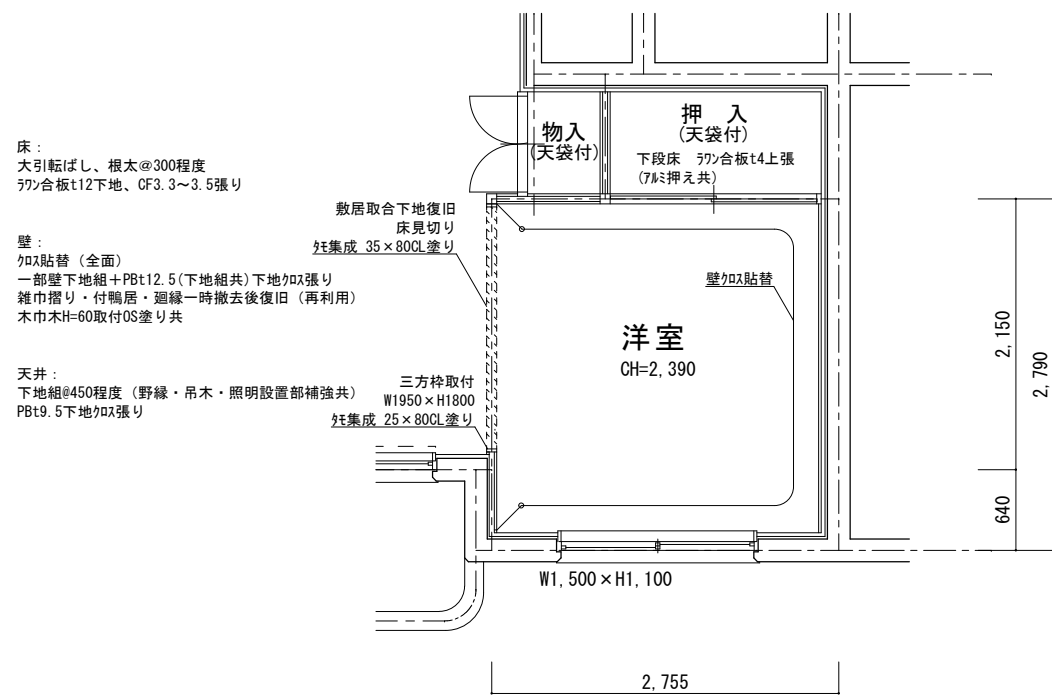 床：
大引転ばし、根太@300程度
ﾗﾜﾝ合板t12下地、CF3.3～3.5張り
壁：
ｸﾛｽ貼替（全面）
一部壁下地組＋PBt12.5(下地組共)下地ｸﾛｽ張り
雑巾摺り・付鴨居・廻縁一時撤去後復旧（再利用）
木巾木H=60取付OS塗り共
天井：
下地組@450程度（野縁・吊木・照明設置部補強共）
PBt9.5下地ｸﾛｽ張り
物入
(天袋付)
押　入
(天袋付)
下段床　ﾗﾜﾝ合板t4上張
(ｱﾙﾐ押え共)
敷居取合下地復旧
床見切り
ﾀﾓ集成 35×80CL塗り
壁ｸﾛｽ貼替
洋室
CH=2,390
三方枠取付
W1950×H1800
ﾀﾓ集成 25×80CL塗り
W1,500×H1,100
2,150
2,790
640
2,755